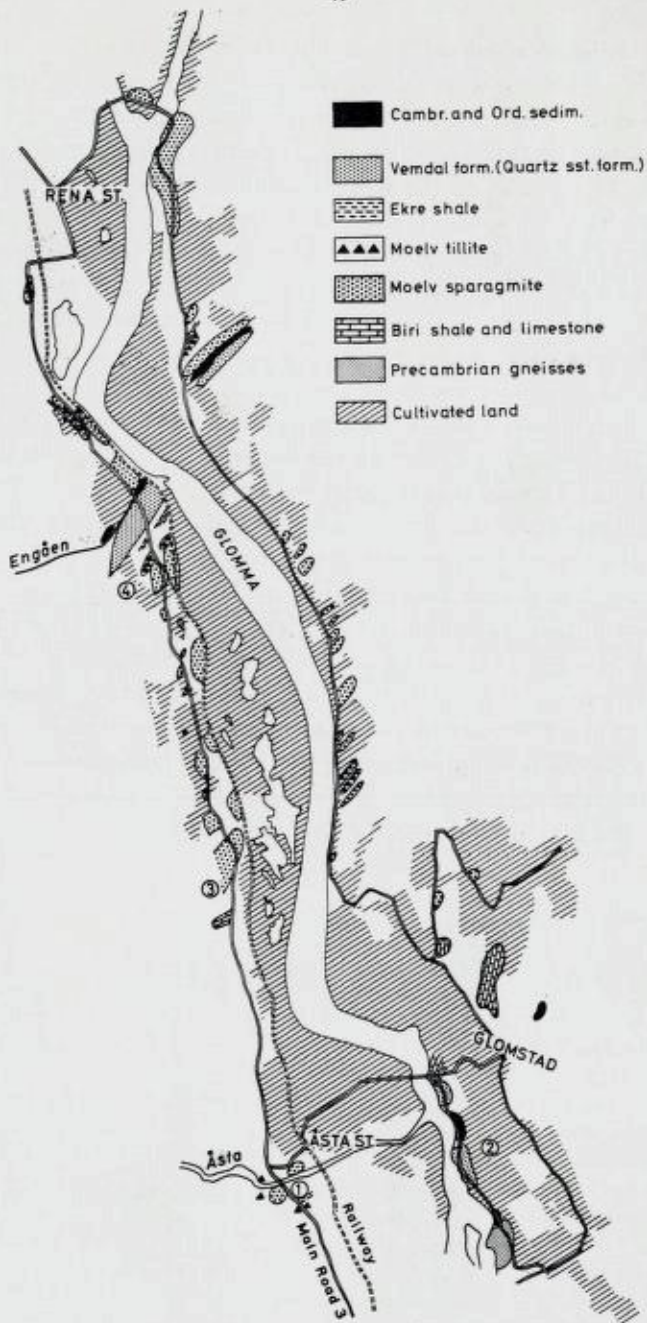 Cambr. and Ord. sedim.
Vemdal form. (Quartz sst. form.)
Ekre shale
Moelv tillite
Moelv sparagmite
Biri shale and limestone
Precambrian gneisses
Cultivated land
RENA ST.
GLOMMA
Engåen
④
③
GLOMSTAD
ÅSTA ST.
②
Åsta
①
Railway
Main Road 3